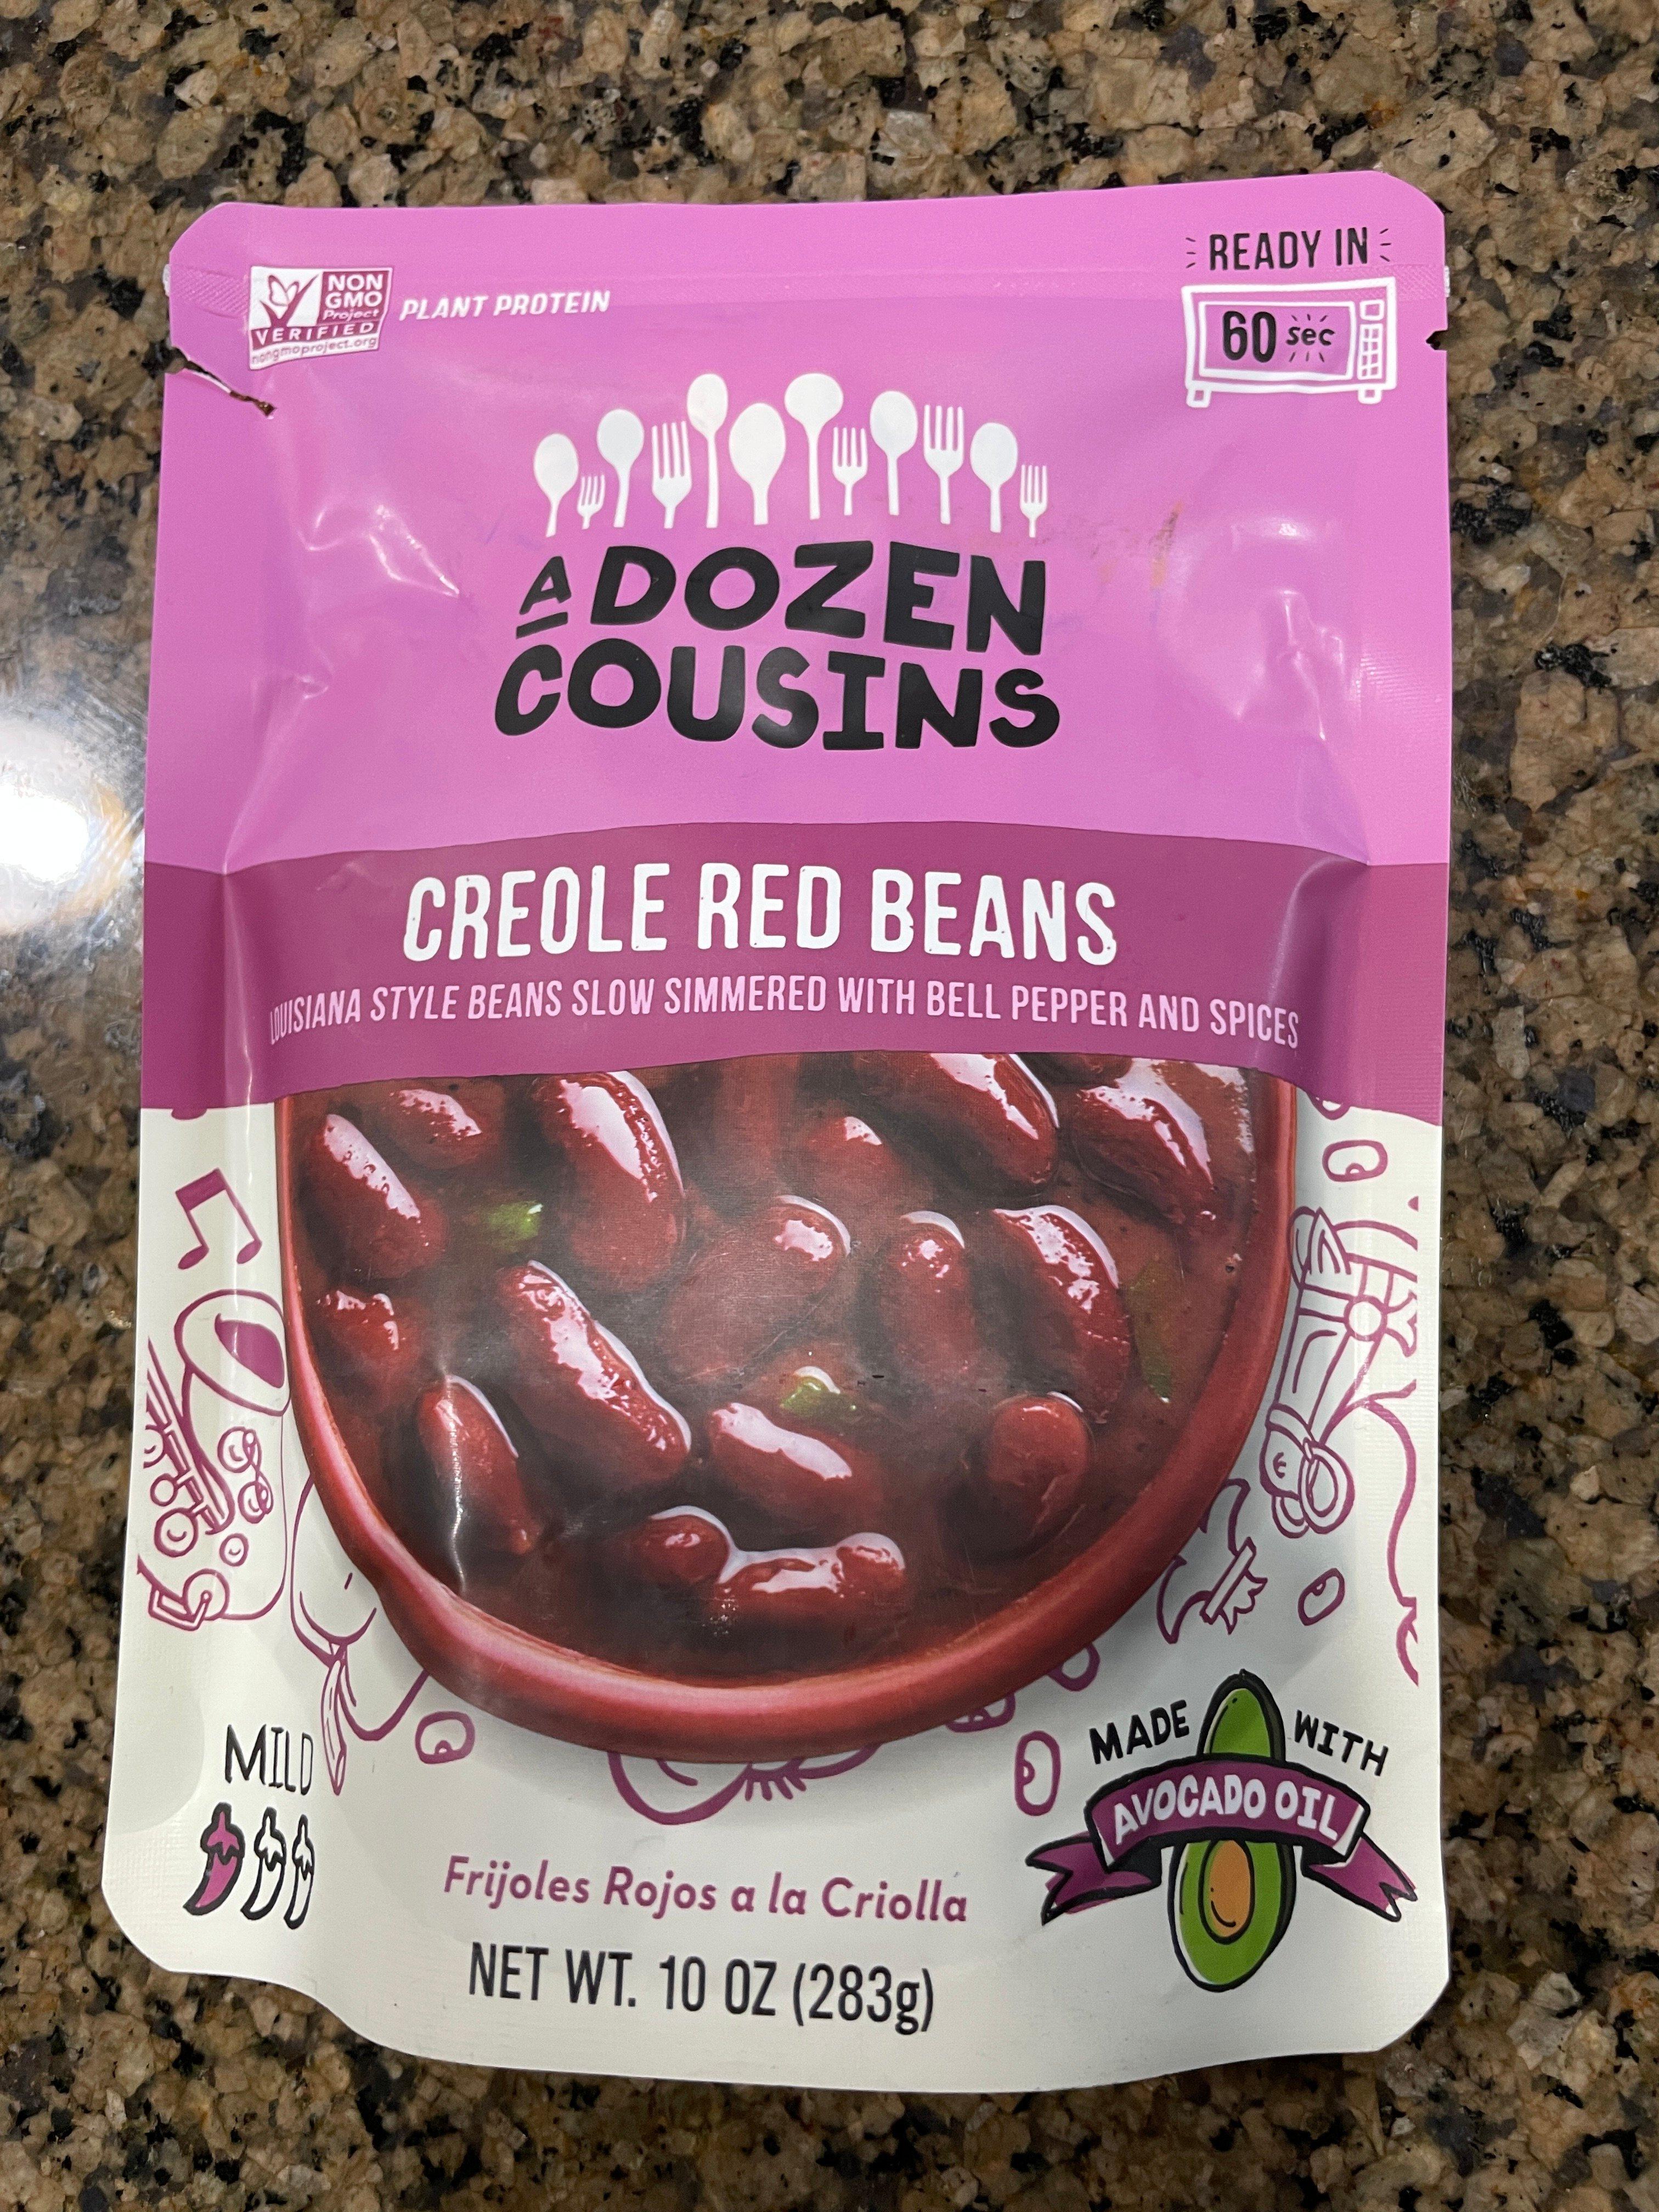 NON
GMO
Project
VERIFIED
nongmoproject.org
PLANT PROTEIN
READY IN
60 sec
A DOZEN
COUSINS
CREOLE RED BEANS
LOUISIANA STYLE BEANS SLOW SIMMERED WITH BELL PEPPER AND SPICES
MILD
MADE WITH
AVOCADO OIL
Frijoles Rojos a la Criolla
NET WT. 10 OZ (283g)